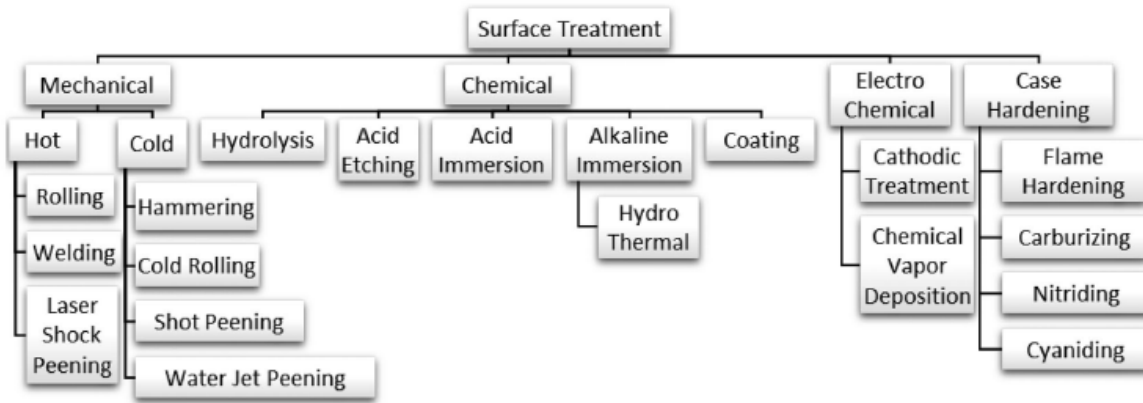 Surface Treatment
Mechanical
Chemical
Electro
Chemical
Case
Hardening
Hot
Cold
Hydrolysis
Acid
Etching
Acid
Immersion
Alkaline
Immersion
Coating
Rolling
Welding
Laser
Shock
Peening
Hammering
Cold Rolling
Shot Peening
Water Jet Peening
Hydro
Thermal
Cathodic
Treatment
Chemical
Vapor
Deposition
Flame
Hardening
Carburizing
Nitriding
Cyaniding